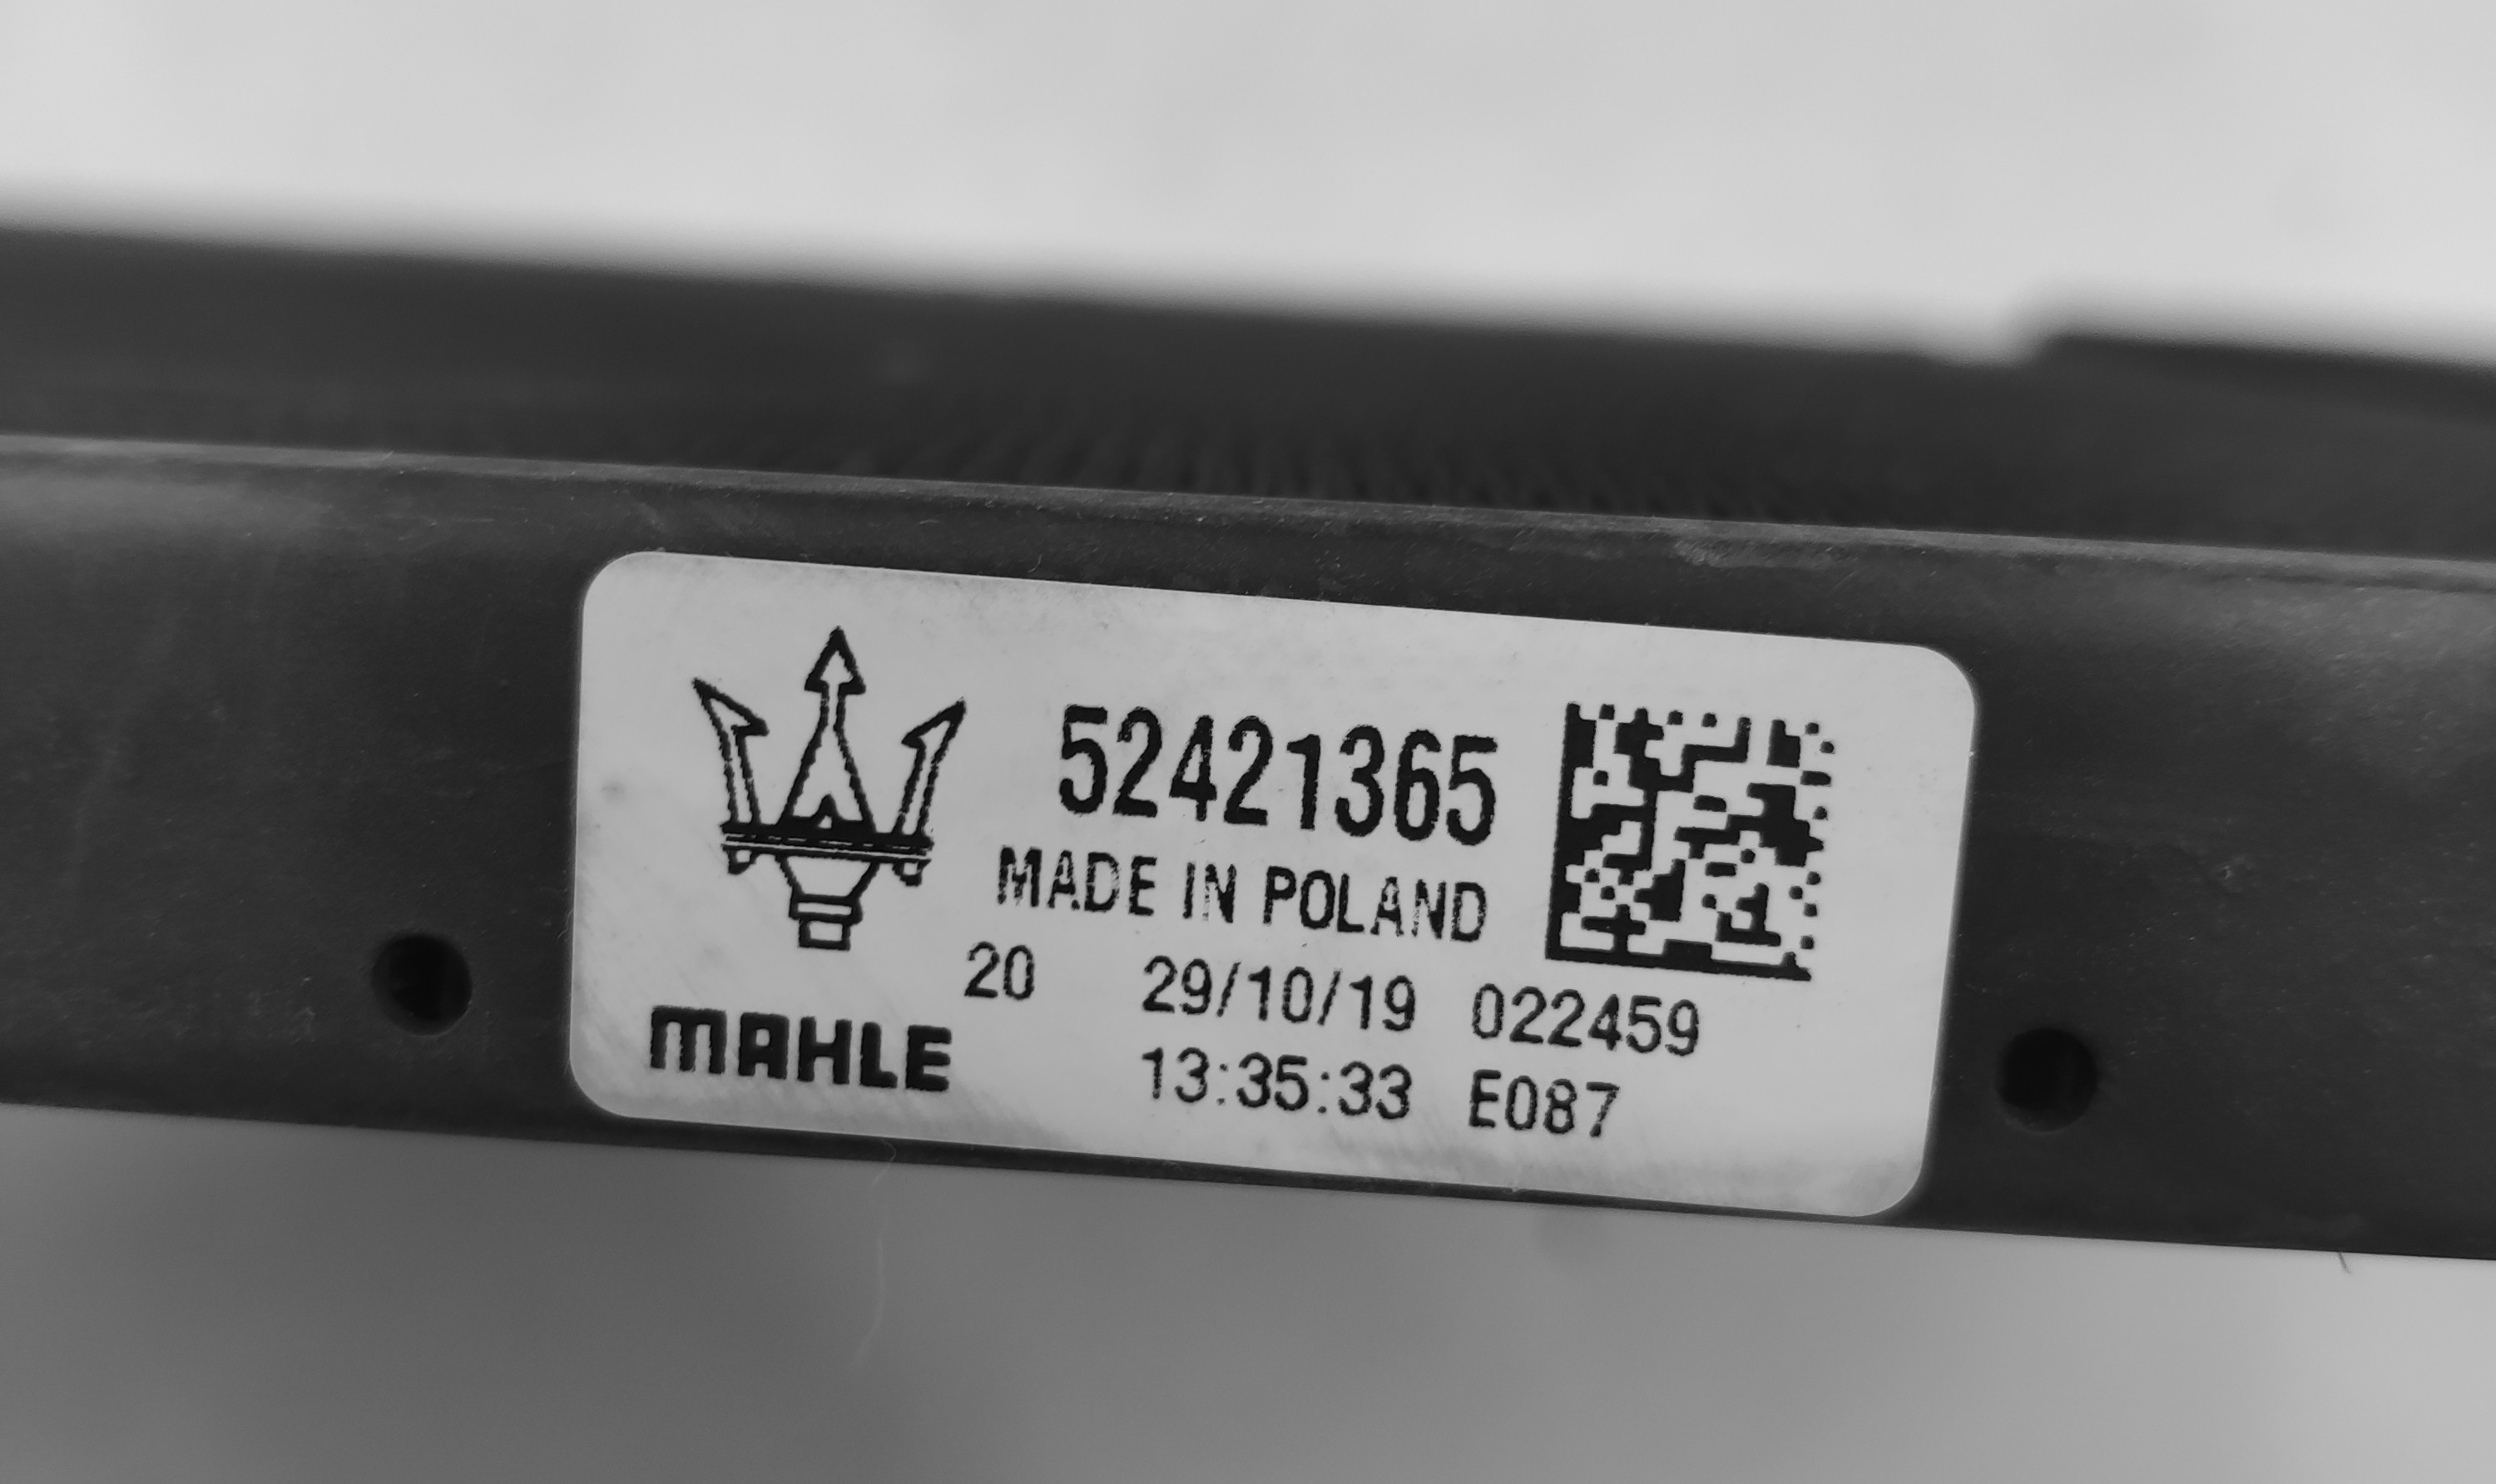 52421365
MADE IN POLAND
20 29/10/19 022459
13:35:33 E087
MAHLE